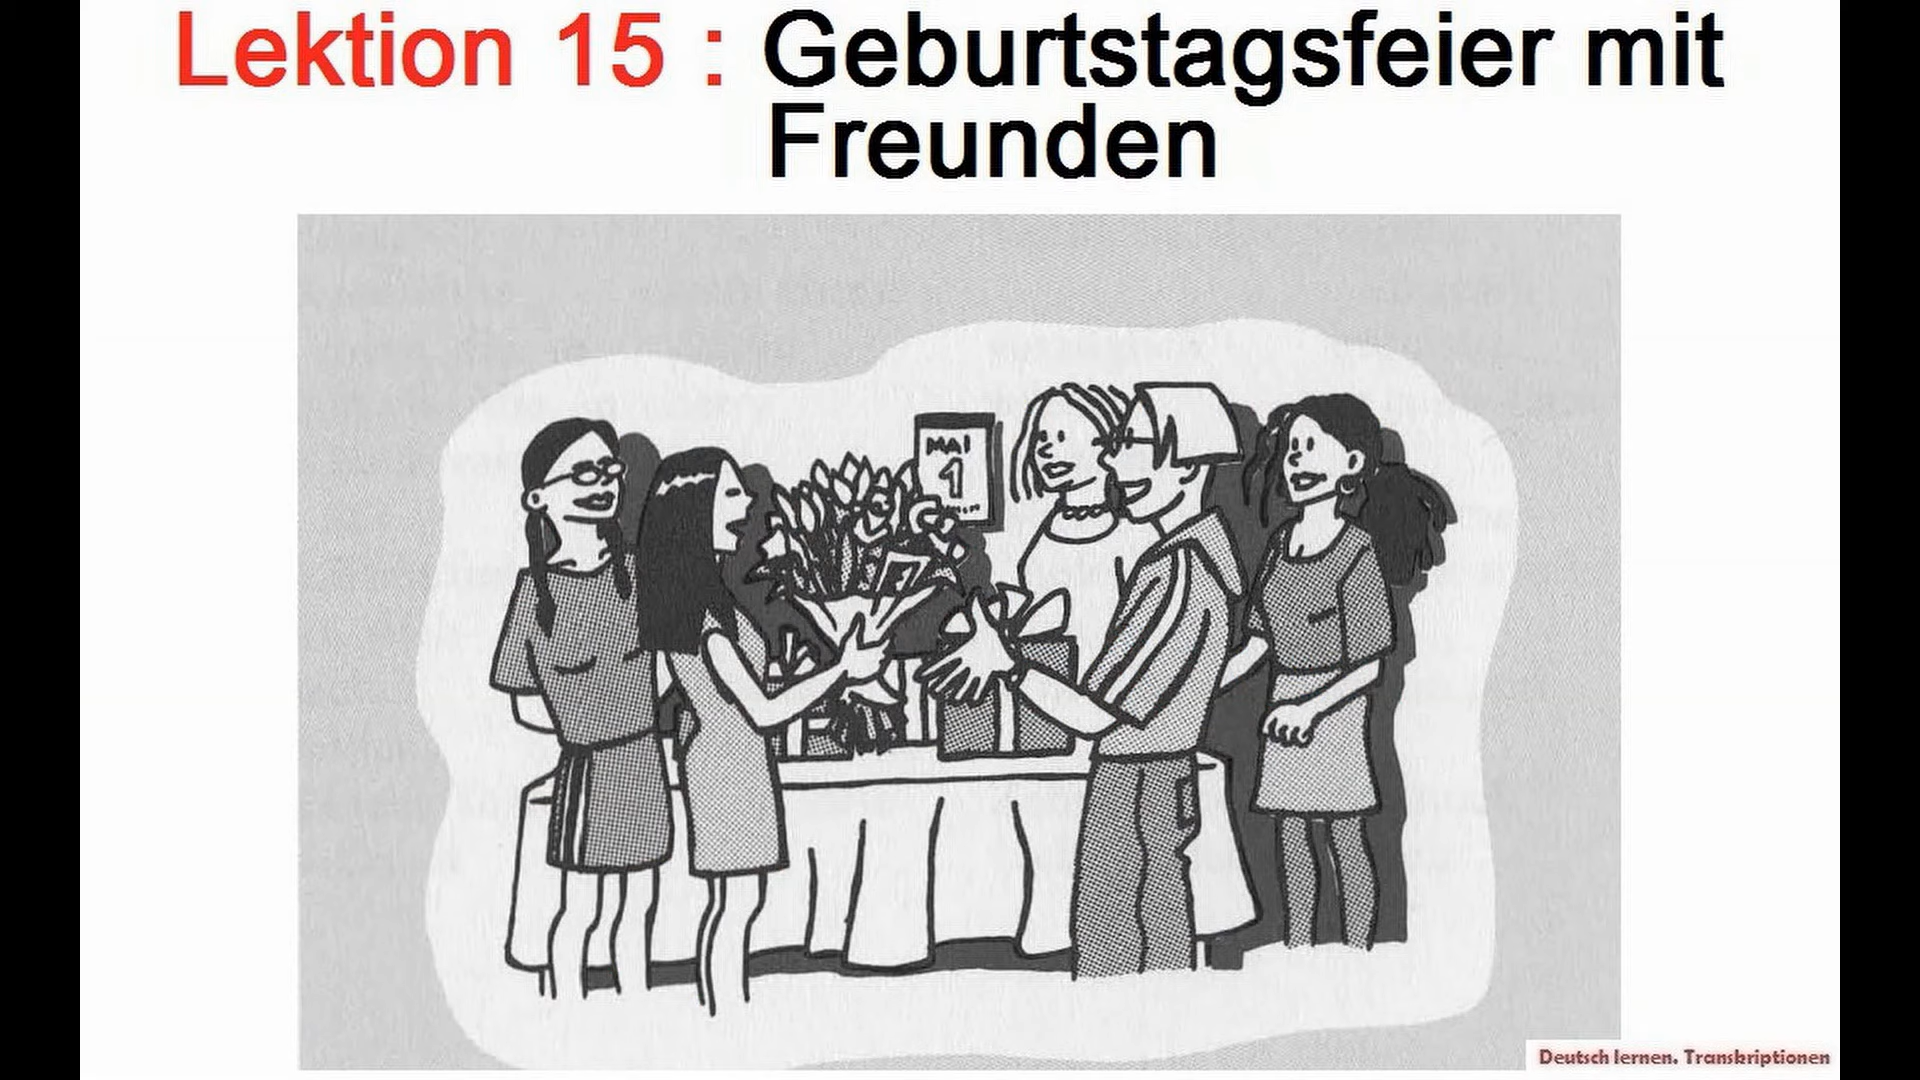 Lektion 15 : Geburtstagsfeier mit
Freunden
MAI
1
Deutsch lernen. Transkriptionen